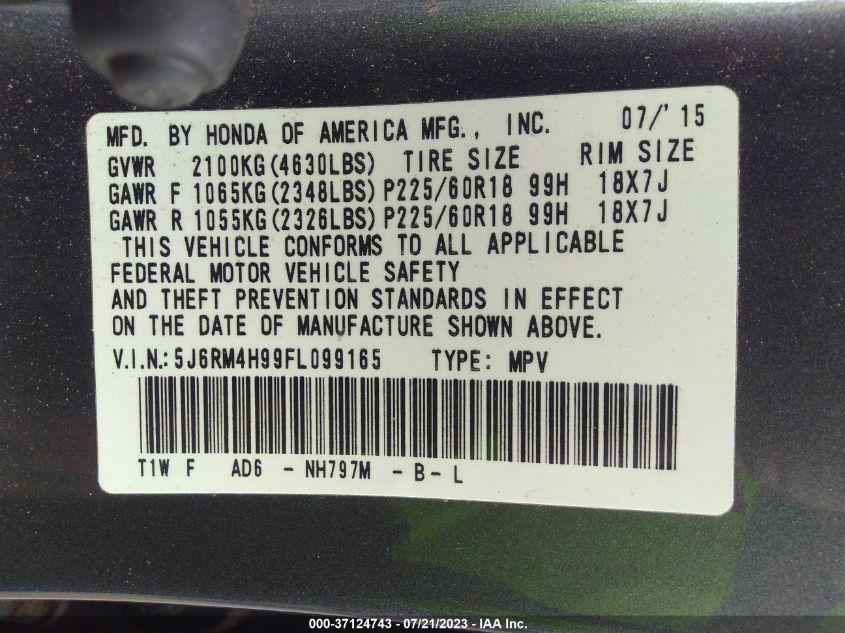 MFD. BY HONDA OF AMERICA MFG., INC. 07/'15
GVWR 2100KG(4630LBS) TIRE SIZE RIM SIZE
GAWR F 1065KG(2348LBS) P225/60R18 99H 18X7J
GAWR R 1055KG(2326LBS) P225/60R18 99H 18X7J
THIS VEHICLE CONFORMS TO ALL APPLICABLE
FEDERAL MOTOR VEHICLE SAFETY
AND THEFT PREVENTION STANDARDS IN EFFECT
ON THE DATE OF MANUFACTURE SHOWN ABOVE.
V.I.N.: 5J6RM4H99FL099165 TYPE: MPV
T1W F AD6 - NH797M - B - L
000-37124743 - 07/21/2023 - IAA Inc.